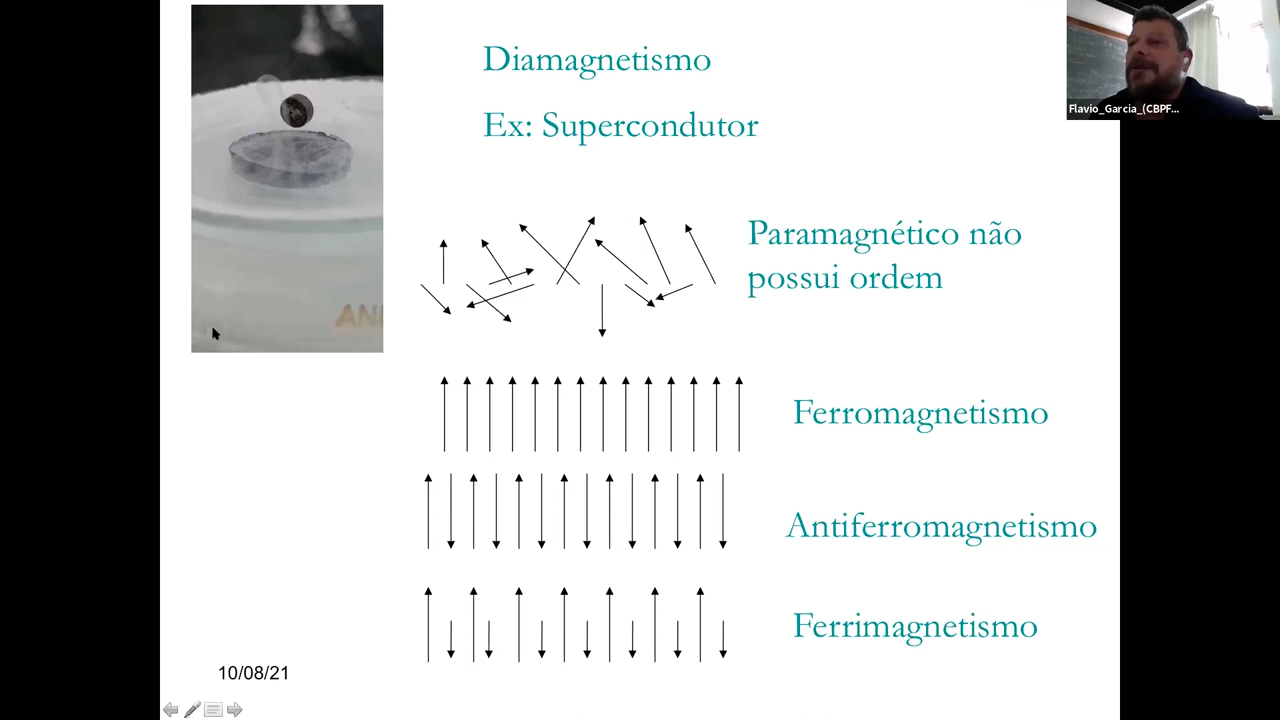 Diamagnetismo
Ex: Supercondutor
Flavio_Garcia_(CBPF...
Paramagnético não
possui ordem
Ferromagnetismo
Antiferromagnetismo
Ferrimagnetismo
10/08/21